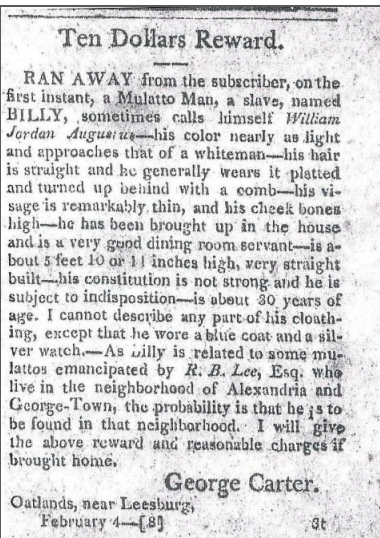 Ten Dollars Reward.
RAN AWAY from the subscriber, on the
first instant, a Mulatto Man, a slave, named
BILLY, sometimes calls himself William
Jordan Augustus—his color nearly as light
and approaches that of a whiteman—his hair
is straight and he generally wears it platted
and turned up behind with a comb—his vi-
sage is remarkably thin, and his cheek bones
high—he has been brought up in the house
and is a very good dining room servant—is a-
bout 5 feet 10 or 11 inches high, very straight
built—his constitution is not strong and he is
subject to indisposition—is about 30 years of
age. I cannot describe any part of his cloath-
ing, except that he wore a blue coat and a sil-
ver watch.—As Billy is related to some mu-
lattos emancipated by R. B. Lee, Esq. who
live in the neighborhood of Alexandria and
George-Town, the probability is that he is to
be found in that neighborhood. I will give
the above reward and reasonable charges if
brought home.
George Carter.
Oatlands, near Leesburg,
February 4—[8] 3t